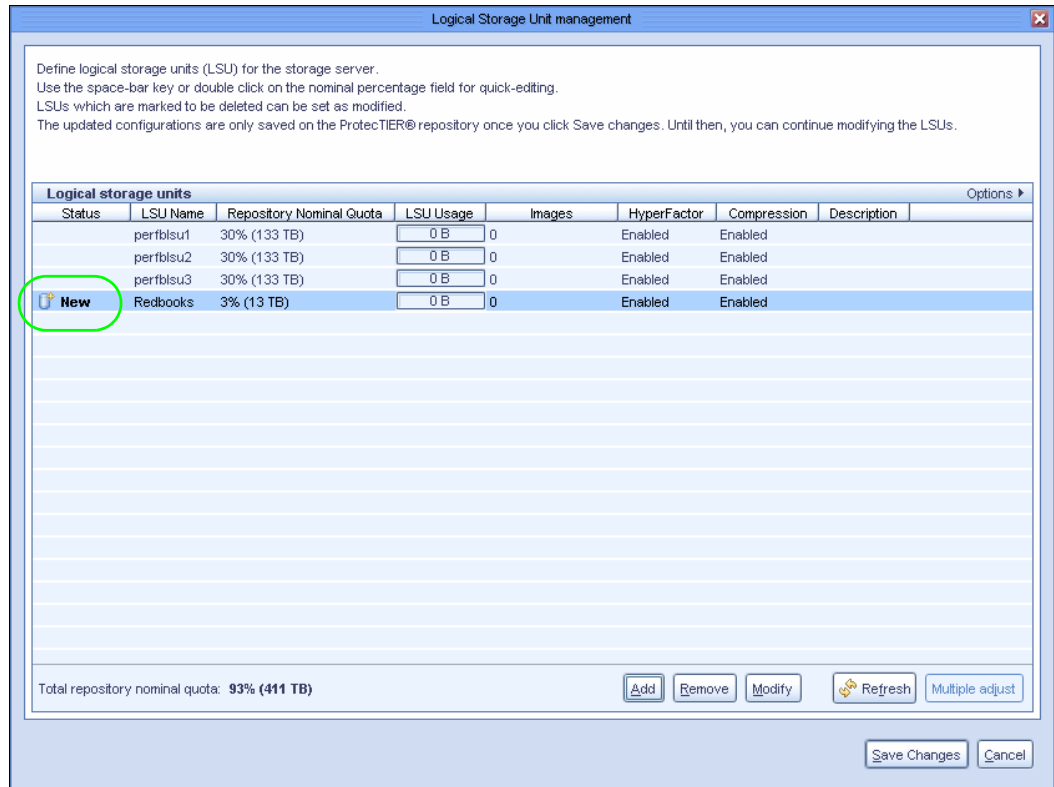 Logical Storage Unit management
Define logical storage units (LSU) for the storage server.
Use the space-bar key or double click on the nominal percentage field for quick-editing.
LSUs which are marked to be deleted can be set as modified.
The updated configurations are only saved on the ProtecTIER® repository once you click Save changes. Until then, you can continue modifying the LSUs.
Logical storage units Options
Status LSU Name Repository Nominal Quota LSU Usage Images HyperFactor Compression Description
perfblsu1 30% (133 TB) 0 B 0 Enabled Enabled
perfblsu2 30% (133 TB) 0 B 0 Enabled Enabled
perfblsu3 30% (133 TB) 0 B 0 Enabled Enabled
New Redbooks 3% (13 TB) 0 B 0 Enabled Enabled
Total repository nominal quota: 93% (411 TB) Add Remove Modify Refresh Multiple adjust
Save Changes Cancel